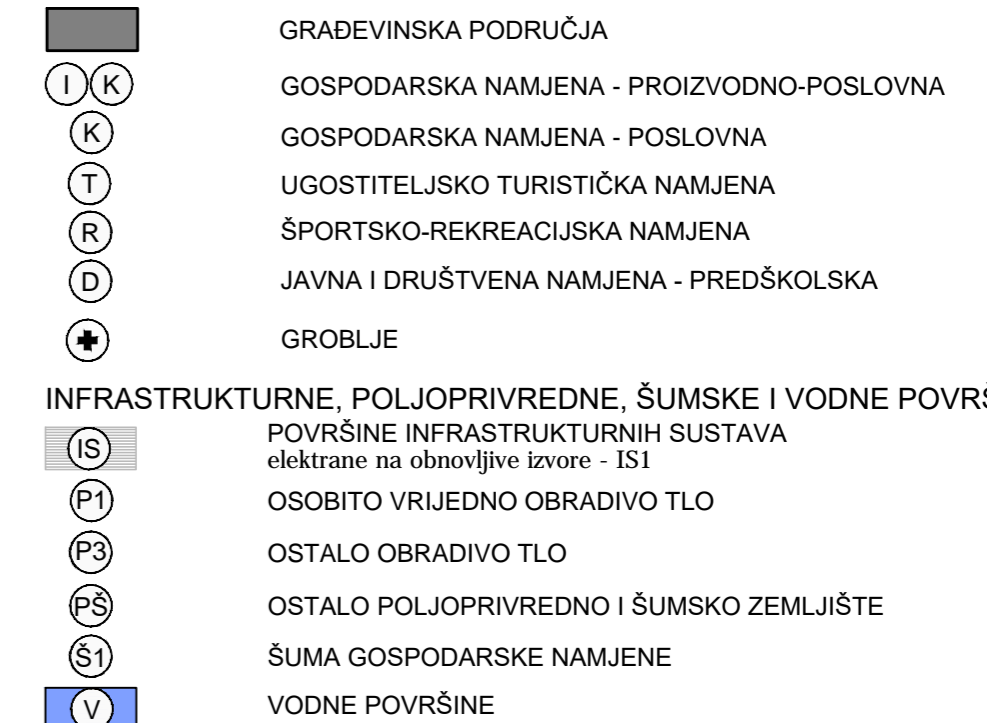 GRAĐEVINSKA PODRUČJA
I K GOSPODARSKA NAMJENA - PROIZVODNO-POSLOVNA
K GOSPODARSKA NAMJENA - POSLOVNA
T UGOSTITELJSKO TURISTIČKA NAMJENA
R ŠPORTSKO-REKREACIJSKA NAMJENA
D JAVNA I DRUŠTVENA NAMJENA - PREDŠKOLSKA
GROBLJE
INFRASTRUKTURNE, POLJOPRIVREDNE, ŠUMSKE I VODNE POVRŠ
IS POVRŠINE INFRASTRUKTURNIH SUSTAVA
elektrane na obnovljive izvore - IS1
P1 OSOBITO VRIJEDNO OBRADIVO TLO
P3 OSTALO OBRADIVO TLO
PŠ OSTALO POLJOPRIVREDNO I ŠUMSKO ZEMLJIŠTE
Š1 ŠUMA GOSPODARSKE NAMJENE
V VODNE POVRŠINE